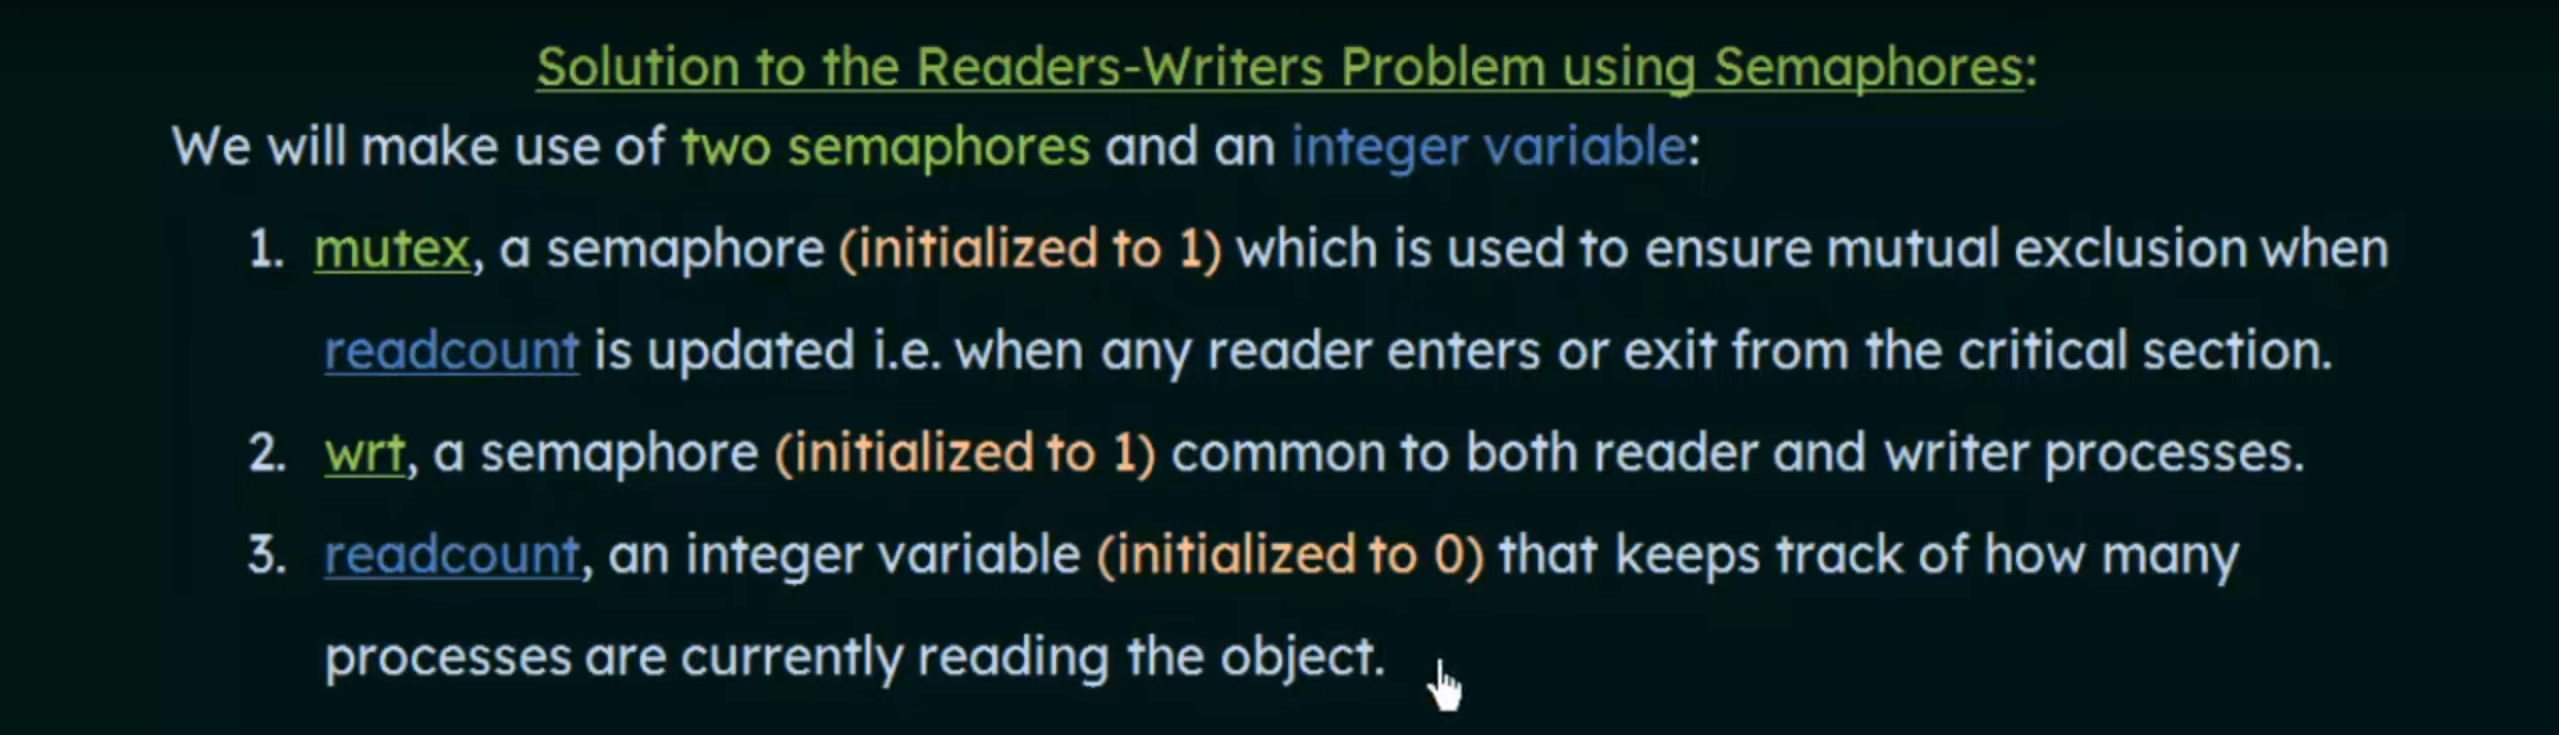 Solution to the Readers-Writers Problem using Semaphores:
We will make use of two semaphores and an integer variable:
1. mutex, a semaphore (initialized to 1) which is used to ensure mutual exclusion when
readcount is updated i.e. when any reader enters or exit from the critical section.
2. wrt, a semaphore (initialized to 1) common to both reader and writer processes.
3. readcount, an integer variable (initialized to 0) that keeps track of how many
processes are currently reading the object.